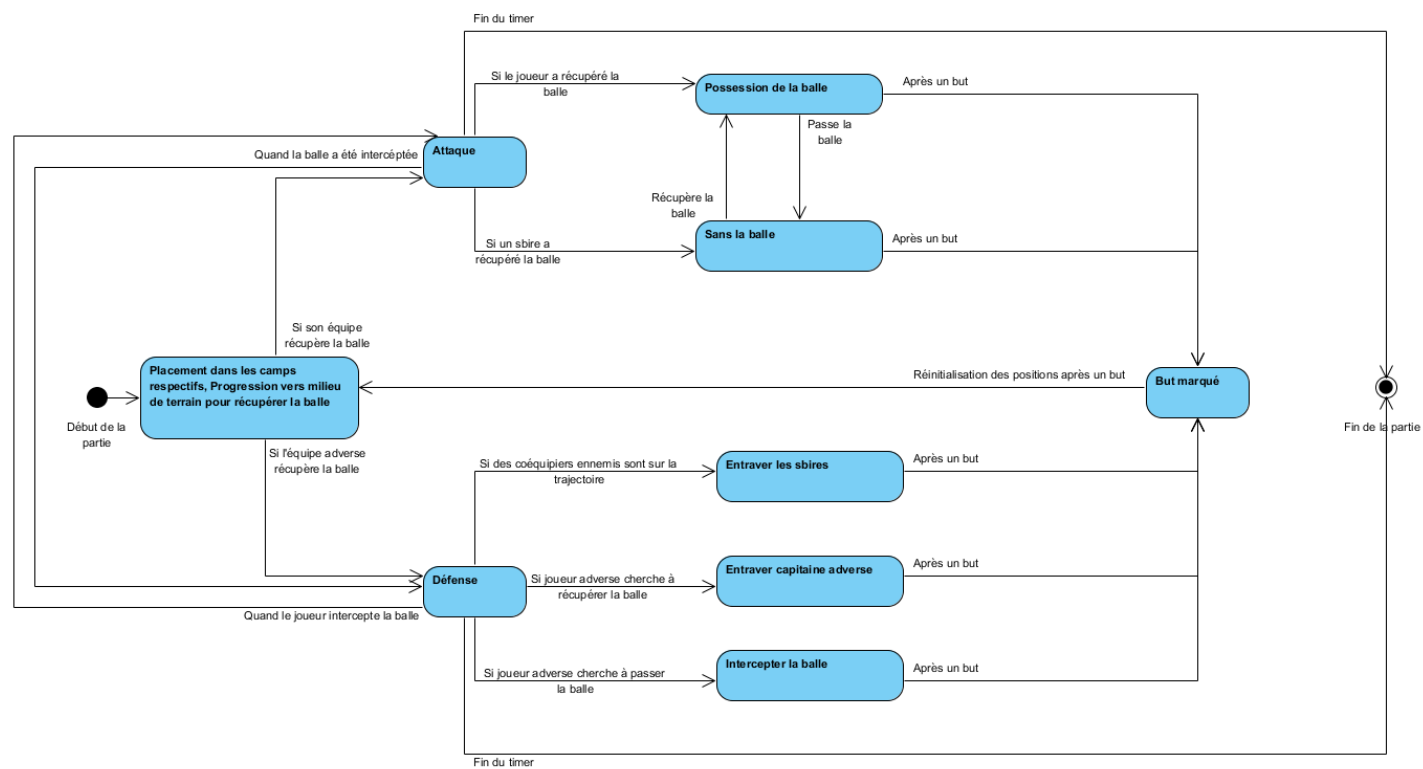 Fin du timer
Si le joueur a récupéré la
balle
Possession de la balle
Après un but
Passe la
balle
Attaque
Quand la balle a été intercéptée
Récupère la
balle
Sans la balle
Après un but
Si un sbire a
récupéré la balle
Si son équipe
récupère la balle
Placement dans les camps
respectifs, Progression vers milieu
de terrain pour récupérer la balle
Réinitialisation des positions après un but
But marqué
Début de la
partie
Fin de la partie
Si l'équipe adverse
récupère la balle
Si des coéquipiers ennemis sont sur la
trajectoire
Entraver les sbires
Après un but
Défense
Si joueur adverse cherche à
récupérer la balle
Entraver capitaine adverse
Après un but
Quand le joueur intercepte la balle
Si joueur adverse cherche à passer
la balle
Intercepter la balle
Après un but
Fin du timer